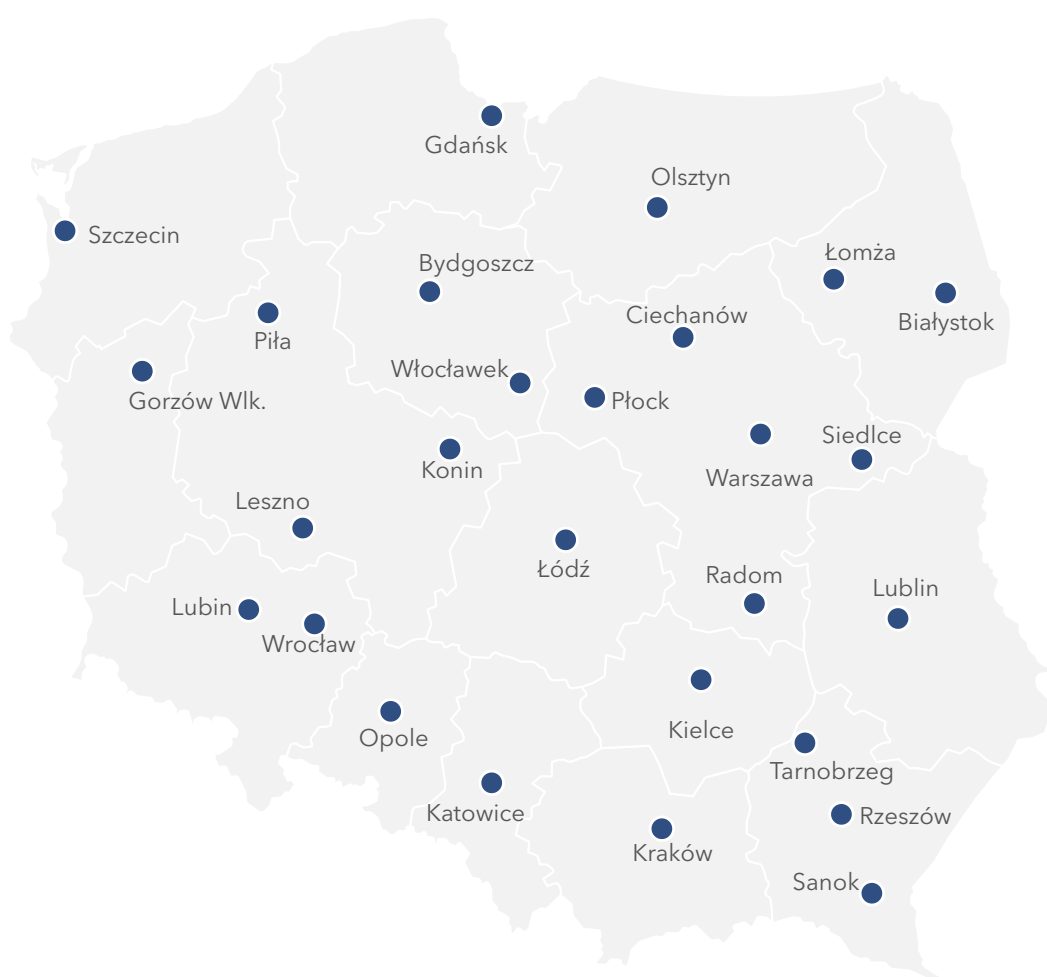 Gdańsk
Olsztyn
Szczecin
Łomża
Bydgoszcz
Ciechanów
Białystok
Piła
Włocławek
Płock
Gorzów Wlk.
Siedlce
Konin
Warszawa
Leszno
Łódź
Radom
Lublin
Lubin
Wrocław
Kielce
Opole
Tarnobrzeg
Katowice
Rzeszów
Kraków
Sanok